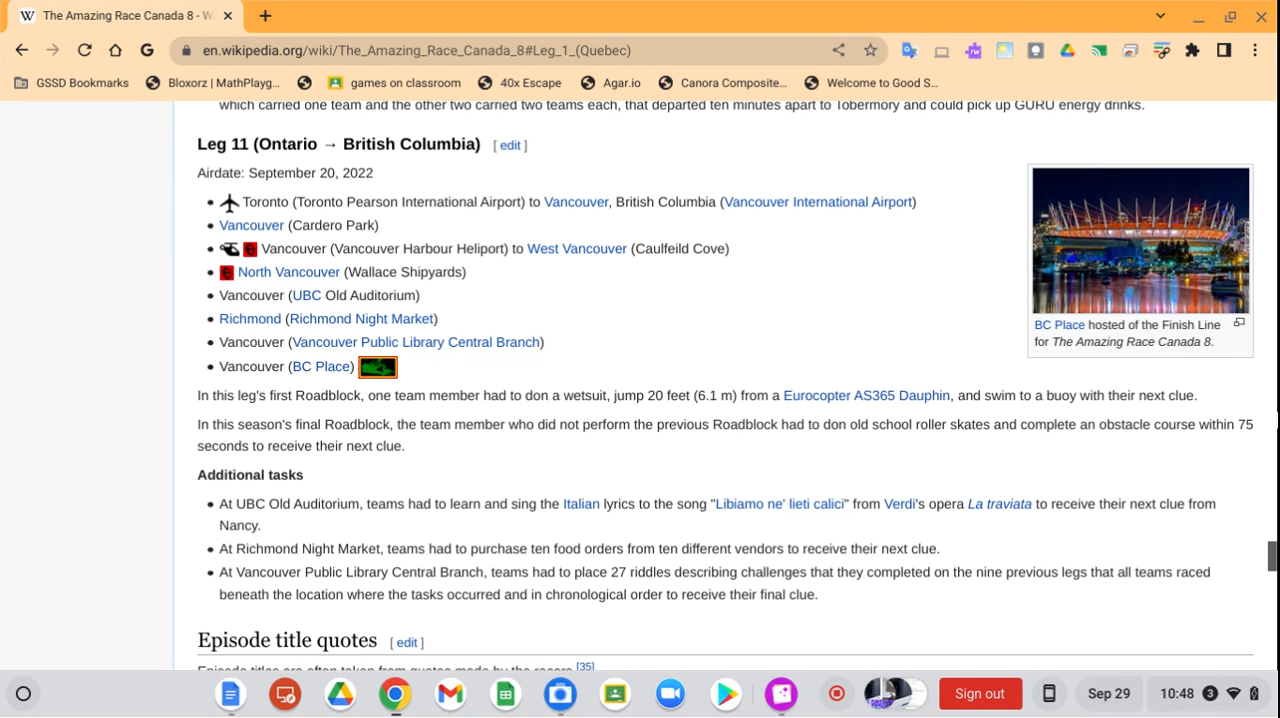 The Amazing Race Canada 8 - W
en.wikipedia.org/wiki/The_Amazing_Race_Canada_8#Leg_1_(Quebec)
GSSD Bookmarks Bloxorz | MathPlayg... games on classroom 40x Escape Agar.io Canora Composite... Welcome to Good S...
which carried one team and the other two carried two teams each, that departed ten minutes apart to Tobermory and could pick up GURU energy drinks.
Leg 11 (Ontario → British Columbia) [ edit ]
Airdate: September 20, 2022
• Toronto (Toronto Pearson International Airport) to Vancouver, British Columbia (Vancouver International Airport)
• Vancouver (Cardero Park)
• Vancouver (Vancouver Harbour Heliport) to West Vancouver (Caulfeild Cove)
• North Vancouver (Wallace Shipyards)
• Vancouver (UBC Old Auditorium)
• Richmond (Richmond Night Market)
• Vancouver (Vancouver Public Library Central Branch)
• Vancouver (BC Place)
BC Place hosted of the Finish Line
for The Amazing Race Canada 8.
In this leg's first Roadblock, one team member had to don a wetsuit, jump 20 feet (6.1 m) from a Eurocopter AS365 Dauphin, and swim to a buoy with their next clue.
In this season's final Roadblock, the team member who did not perform the previous Roadblock had to don old school roller skates and complete an obstacle course within 75
seconds to receive their next clue.
Additional tasks
• At UBC Old Auditorium, teams had to learn and sing the Italian lyrics to the song "Libiamo ne' lieti calici" from Verdi's opera La traviata to receive their next clue from
Nancy.
• At Richmond Night Market, teams had to purchase ten food orders from ten different vendors to receive their next clue.
• At Vancouver Public Library Central Branch, teams had to place 27 riddles describing challenges that they completed on the nine previous legs that all teams raced
beneath the location where the tasks occurred and in chronological order to receive their final clue.
Episode title quotes [ edit ]
Episode titles are often taken from quotes made by the racers.[35]
Sign out Sep 29 10:48 3